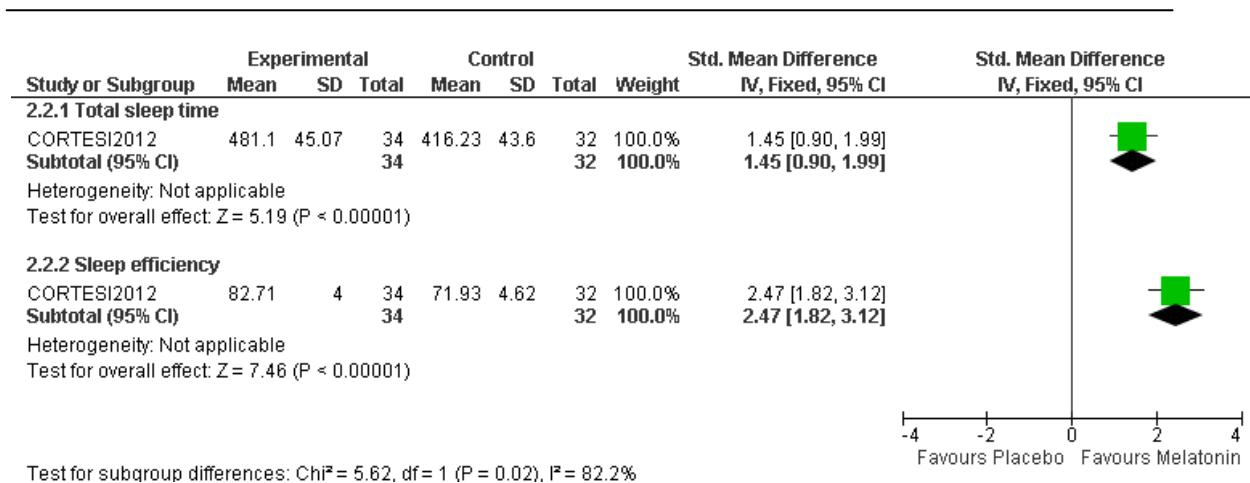 Experimental Control Std. Mean Difference Std. Mean Difference
Study or Subgroup Mean SD Total Mean SD Total Weight IV, Fixed, 95% CI IV, Fixed, 95% CI
2.2.1 Total sleep time
CORTESI2012 481.1 45.07 34 416.23 43.6 32 100.0% 1.45 [0.90, 1.99]
Subtotal (95% CI) 34 32 100.0% 1.45 [0.90, 1.99]
Heterogeneity: Not applicable
Test for overall effect: Z = 5.19 (P < 0.00001)
2.2.2 Sleep efficiency
CORTESI2012 82.71 4 34 71.93 4.62 32 100.0% 2.47 [1.82, 3.12]
Subtotal (95% CI) 34 32 100.0% 2.47 [1.82, 3.12]
Heterogeneity: Not applicable
Test for overall effect: Z = 7.46 (P < 0.00001)
-4 -2 0 2 4
Favours Placebo Favours Melatonin
Test for subgroup differences: Chi² = 5.62, df = 1 (P = 0.02), I² = 82.2%